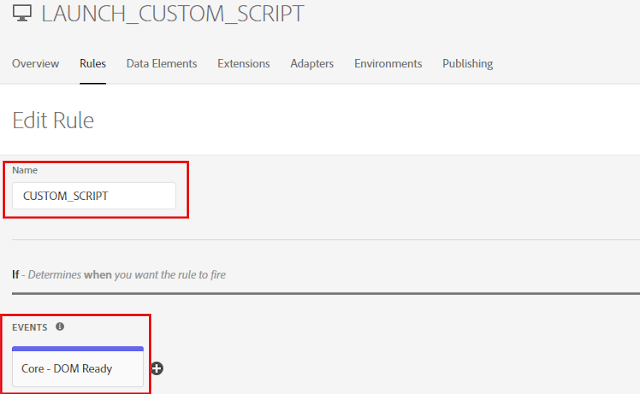 LAUNCH_CUSTOM_SCRIPT
Overview Rules Data Elements Extensions Adapters Environments Publishing
Edit Rule
Name
CUSTOM_SCRIPT
If - Determines when you want the rule to fire
EVENTS
Core - DOM Ready